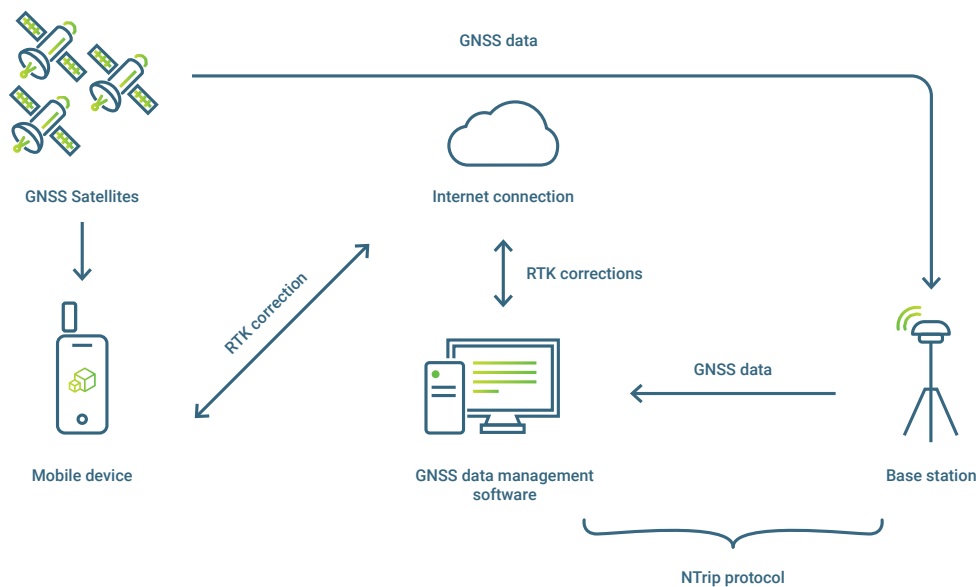 GNSS data
GNSS Satellites
Internet connection
RTK correction
RTK corrections
GNSS data
Mobile device
GNSS data management
software
Base station
NTrip protocol